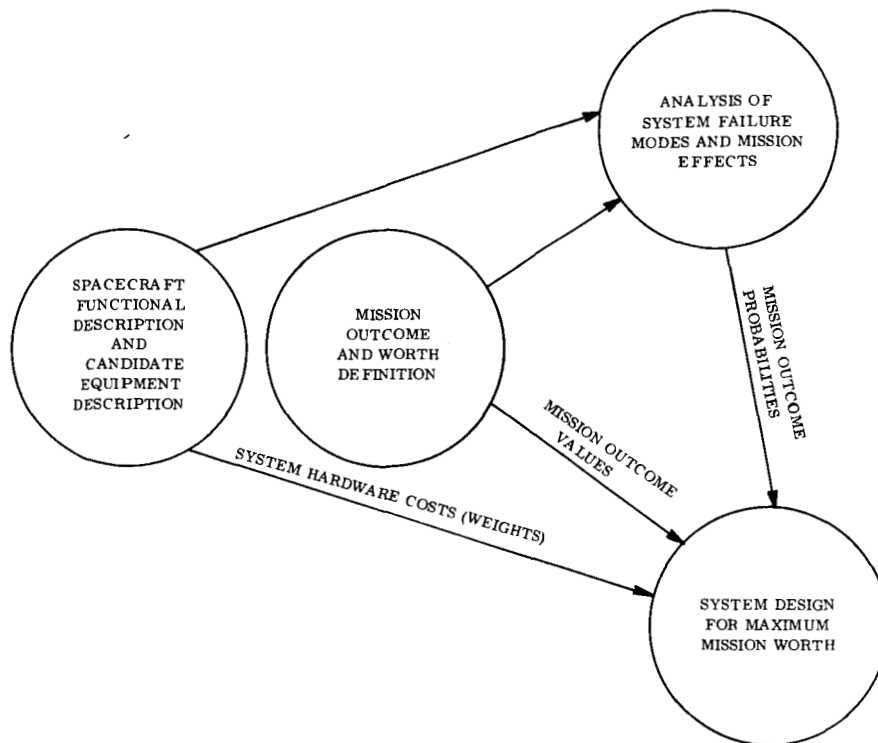 ANALYSIS OF
SYSTEM FAILURE
MODES AND MISSION
EFFECTS
SPACECRAFT
FUNCTIONAL
DESCRIPTION
AND
CANDIDATE
EQUIPMENT
DESCRIPTION
MISSION
OUTCOME
AND WORTH
DEFINITION
MISSION OUTCOME
PROBABILITIES
MISSION OUTCOME
VALUES
SYSTEM HARDWARE COSTS (WEIGHTS)
SYSTEM DESIGN
FOR MAXIMUM
MISSION WORTH